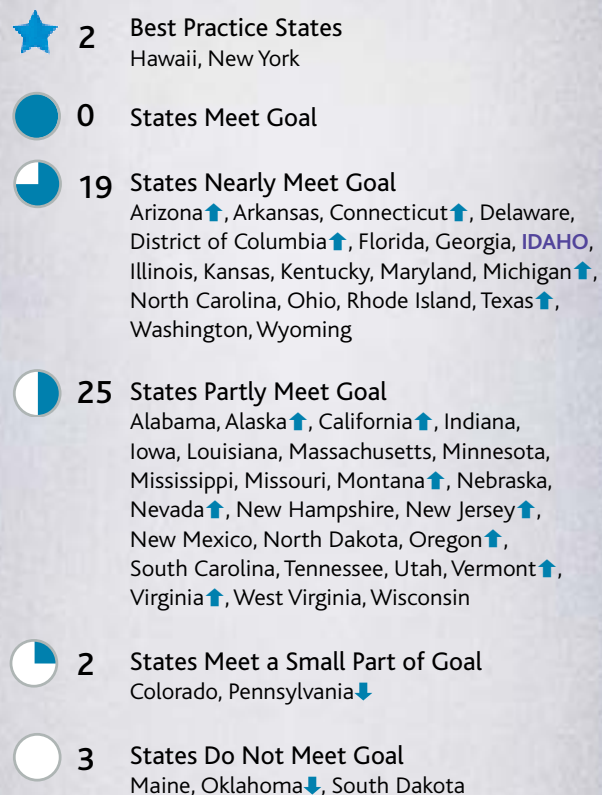 2 Best Practice States
Hawaii, New York
0 States Meet Goal
19 States Nearly Meet Goal
Arizona⬆, Arkansas, Connecticut⬆, Delaware,
District of Columbia⬆, Florida, Georgia, IDAHO,
Illinois, Kansas, Kentucky, Maryland, Michigan⬆,
North Carolina, Ohio, Rhode Island, Texas⬆,
Washington, Wyoming
25 States Partly Meet Goal
Alabama, Alaska⬆, California⬆, Indiana,
Iowa, Louisiana, Massachusetts, Minnesota,
Mississippi, Missouri, Montana⬆, Nebraska,
Nevada⬆, New Hampshire, New Jersey⬆,
New Mexico, North Dakota, Oregon⬆,
South Carolina, Tennessee, Utah, Vermont⬆,
Virginia⬆, West Virginia, Wisconsin
2 States Meet a Small Part of Goal
Colorado, Pennsylvania⬇
3 States Do Not Meet Goal
Maine, Oklahoma⬇, South Dakota